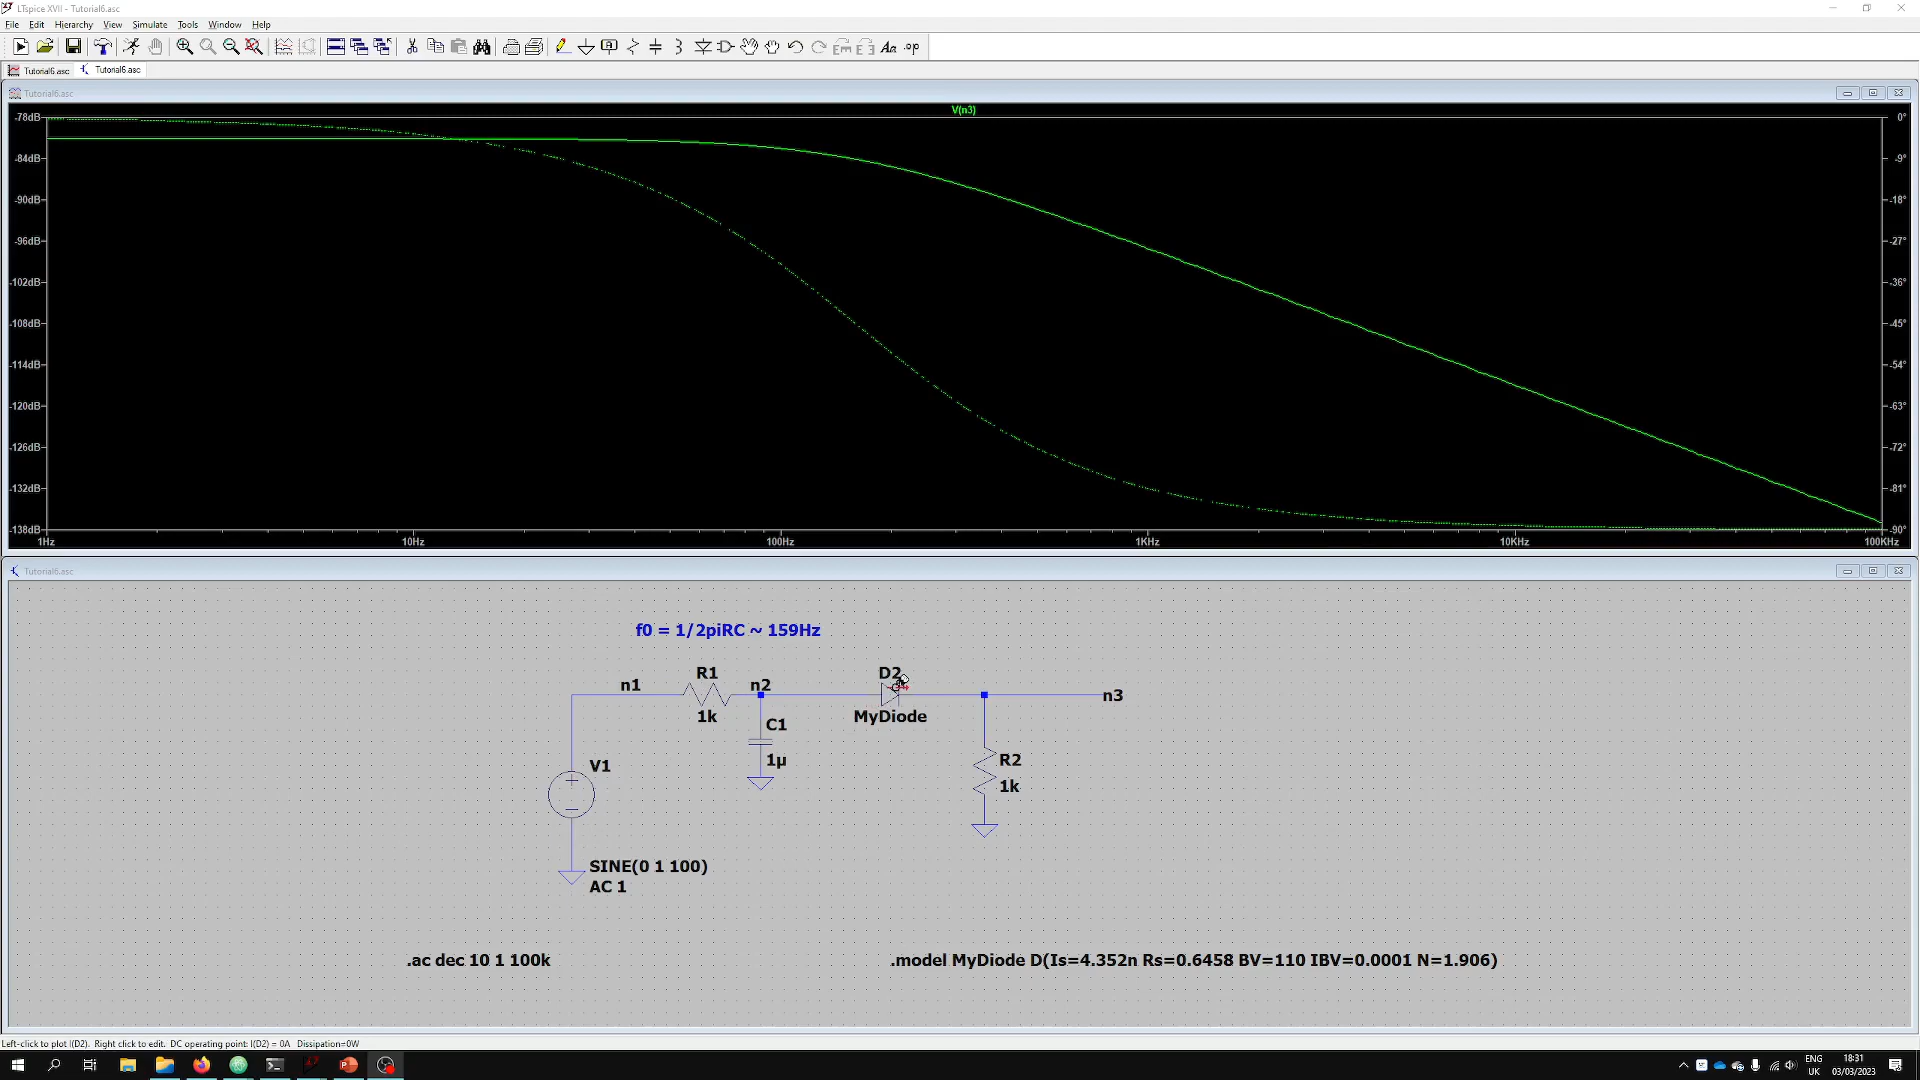 LTspice XVII - Tutorial6.asc
File Edit Hierarchy View Simulate Tools Window Help
Tutorial6.asc Tutorial6.asc
Tutorial6.asc
V(n3)
-78dB 0°
-84dB -9°
-90dB -18°
-96dB -27°
-102dB -36°
-108dB -45°
-114dB -54°
-120dB -63°
-126dB -72°
-132dB -81°
-138dB -90°
1Hz 10Hz 100Hz 1KHz 10KHz 100KHz
Tutorial6.asc
f0 = 1/2piRC ~ 159Hz
R1 D2
n1 n2 n3
1k MyDiode
C1
1µ
V1
R2
1k
SINE(0 1 100)
AC 1
.ac dec 10 1 100k .model MyDiode D(Is=4.352n Rs=0.6458 BV=110 IBV=0.0001 N=1.906)
Left-click to plot I(D2). Right click to edit. DC operating point: I(D2) = 0A Dissipation=0W
ENG 18:31
UK 03/03/2023